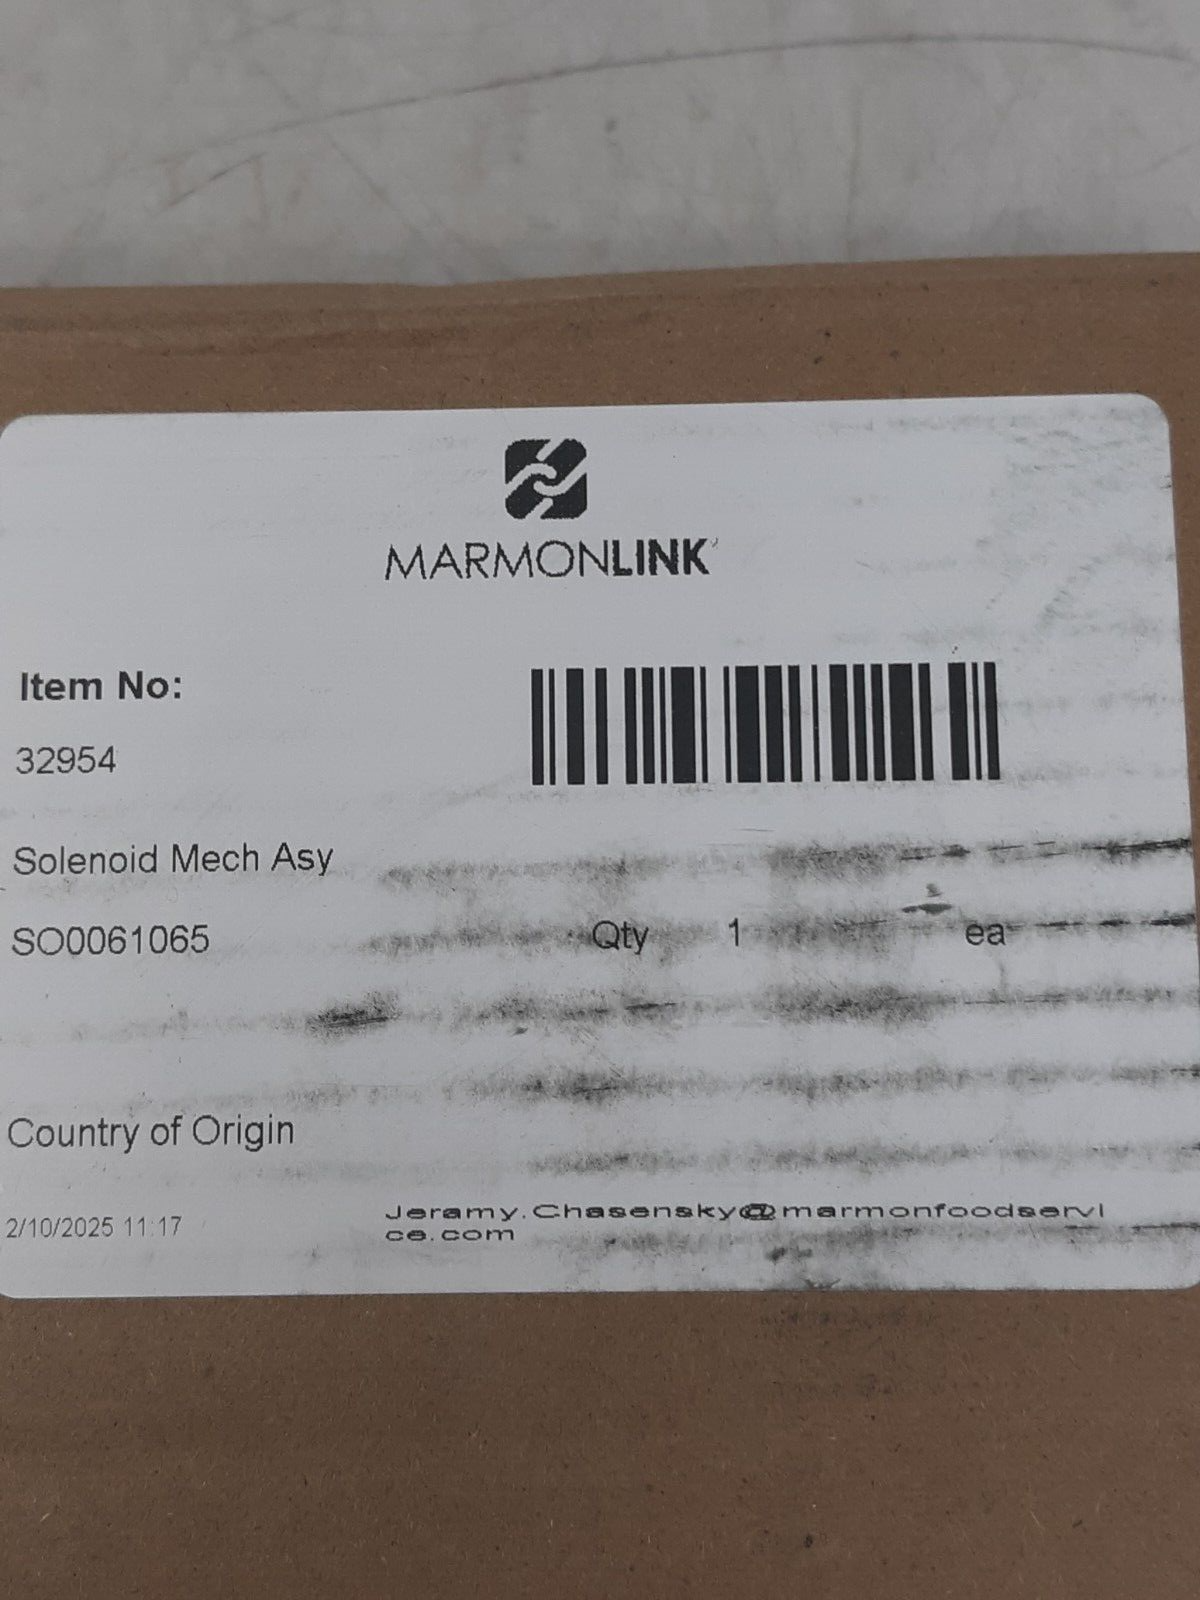 MARMONLINK
Item No:
32954
Solenoid Mech Asy
SO0061065 Qty 1 ea
Country of Origin
2/10/2025 11:17
Jeramy.Chasensky@marmonfoodservi
ce.com